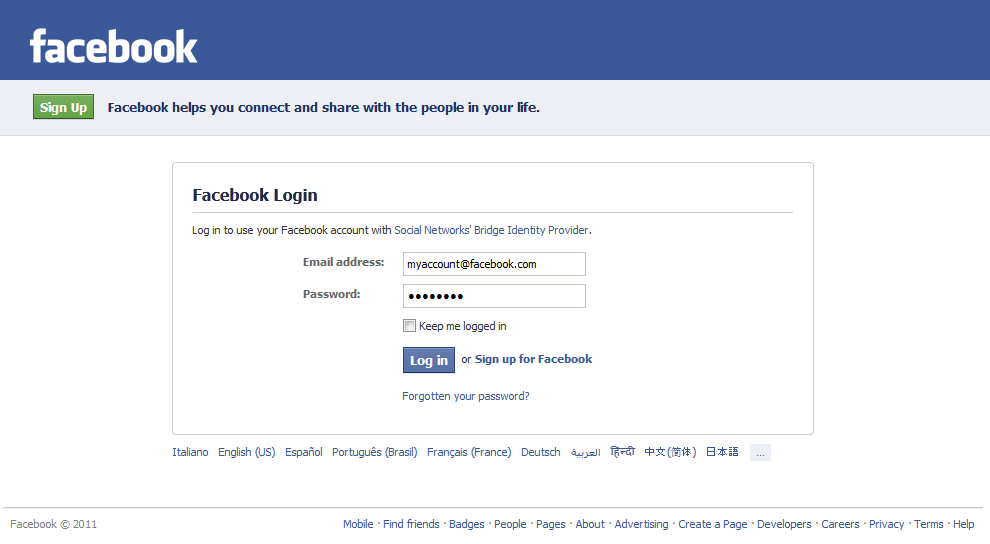 facebook
Sign Up Facebook helps you connect and share with the people in your life.
Facebook Login
Log in to use your Facebook account with Social Networks' Bridge Identity Provider.
Email address: myaccount@facebook.com
Password: ••••••••
Keep me logged in
Log in or Sign up for Facebook
Forgotten your password?
Italiano English (US) Español Português (Brasil) Français (France) Deutsch العربية हिन्दी 中文(简体) 日本語 ...
Facebook © 2011 Mobile · Find friends · Badges · People · Pages · About · Advertising · Create a Page · Developers · Careers · Privacy · Terms · Help